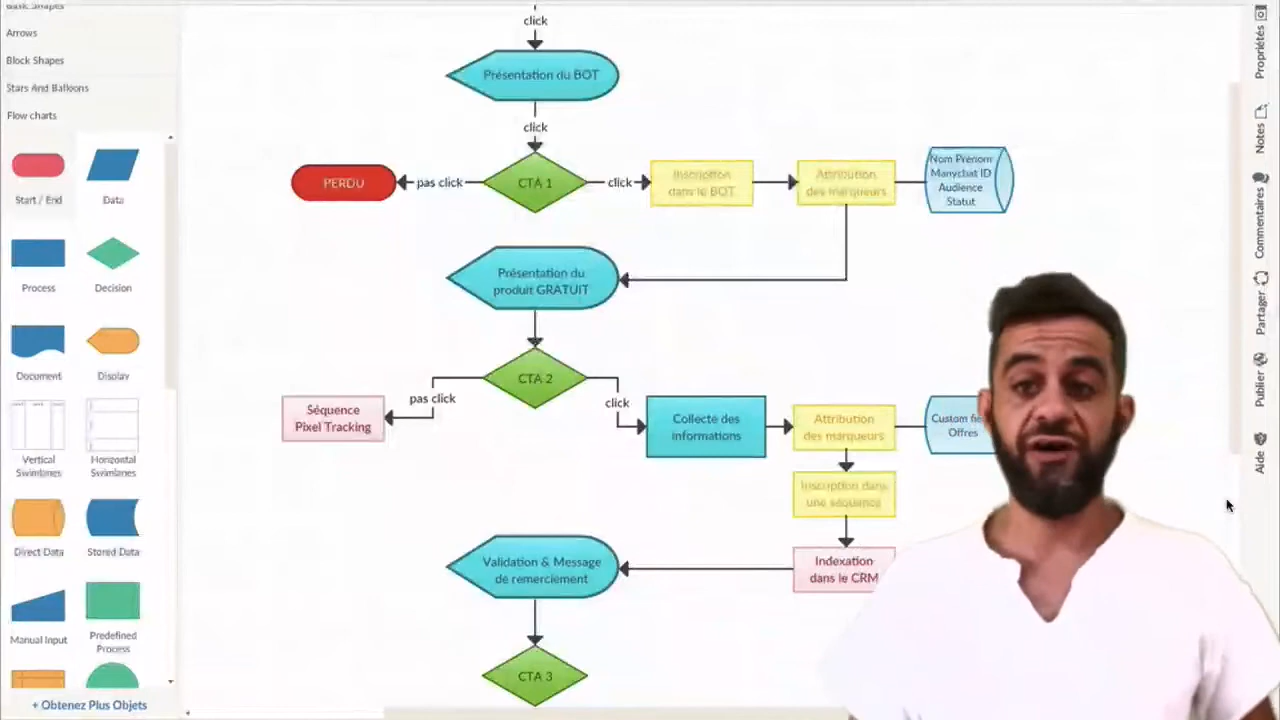 Basic Shapes
Arrows
Block Shapes
Stars And Balloons
Flow charts
Start / End
Data
Process
Decision
Document
Display
Vertical
Swimlanes
Horizontal
Swimlanes
Direct Data
Stored Data
Manual Input
Predefined
Process
+ Obtenez Plus Objets
click
Présentation du BOT
click
PERDU
pas click
CTA 1
click
Inscription
dans le BOT
Attribution
des marqueurs
Nom Prénom
Manychat ID
Audience
Statut
Présentation du
produit GRATUIT
CTA 2
pas click
Séquence
Pixel Tracking
click
Collecte des
informations
Attribution
des marqueurs
Custom fie
Offres
Inscription dans
une séquence
Indexation
dans le CRM
Validation & Message
de remerciement
CTA 3
Propriétés
Notes
Commentaires
Partager
Publier
Aide